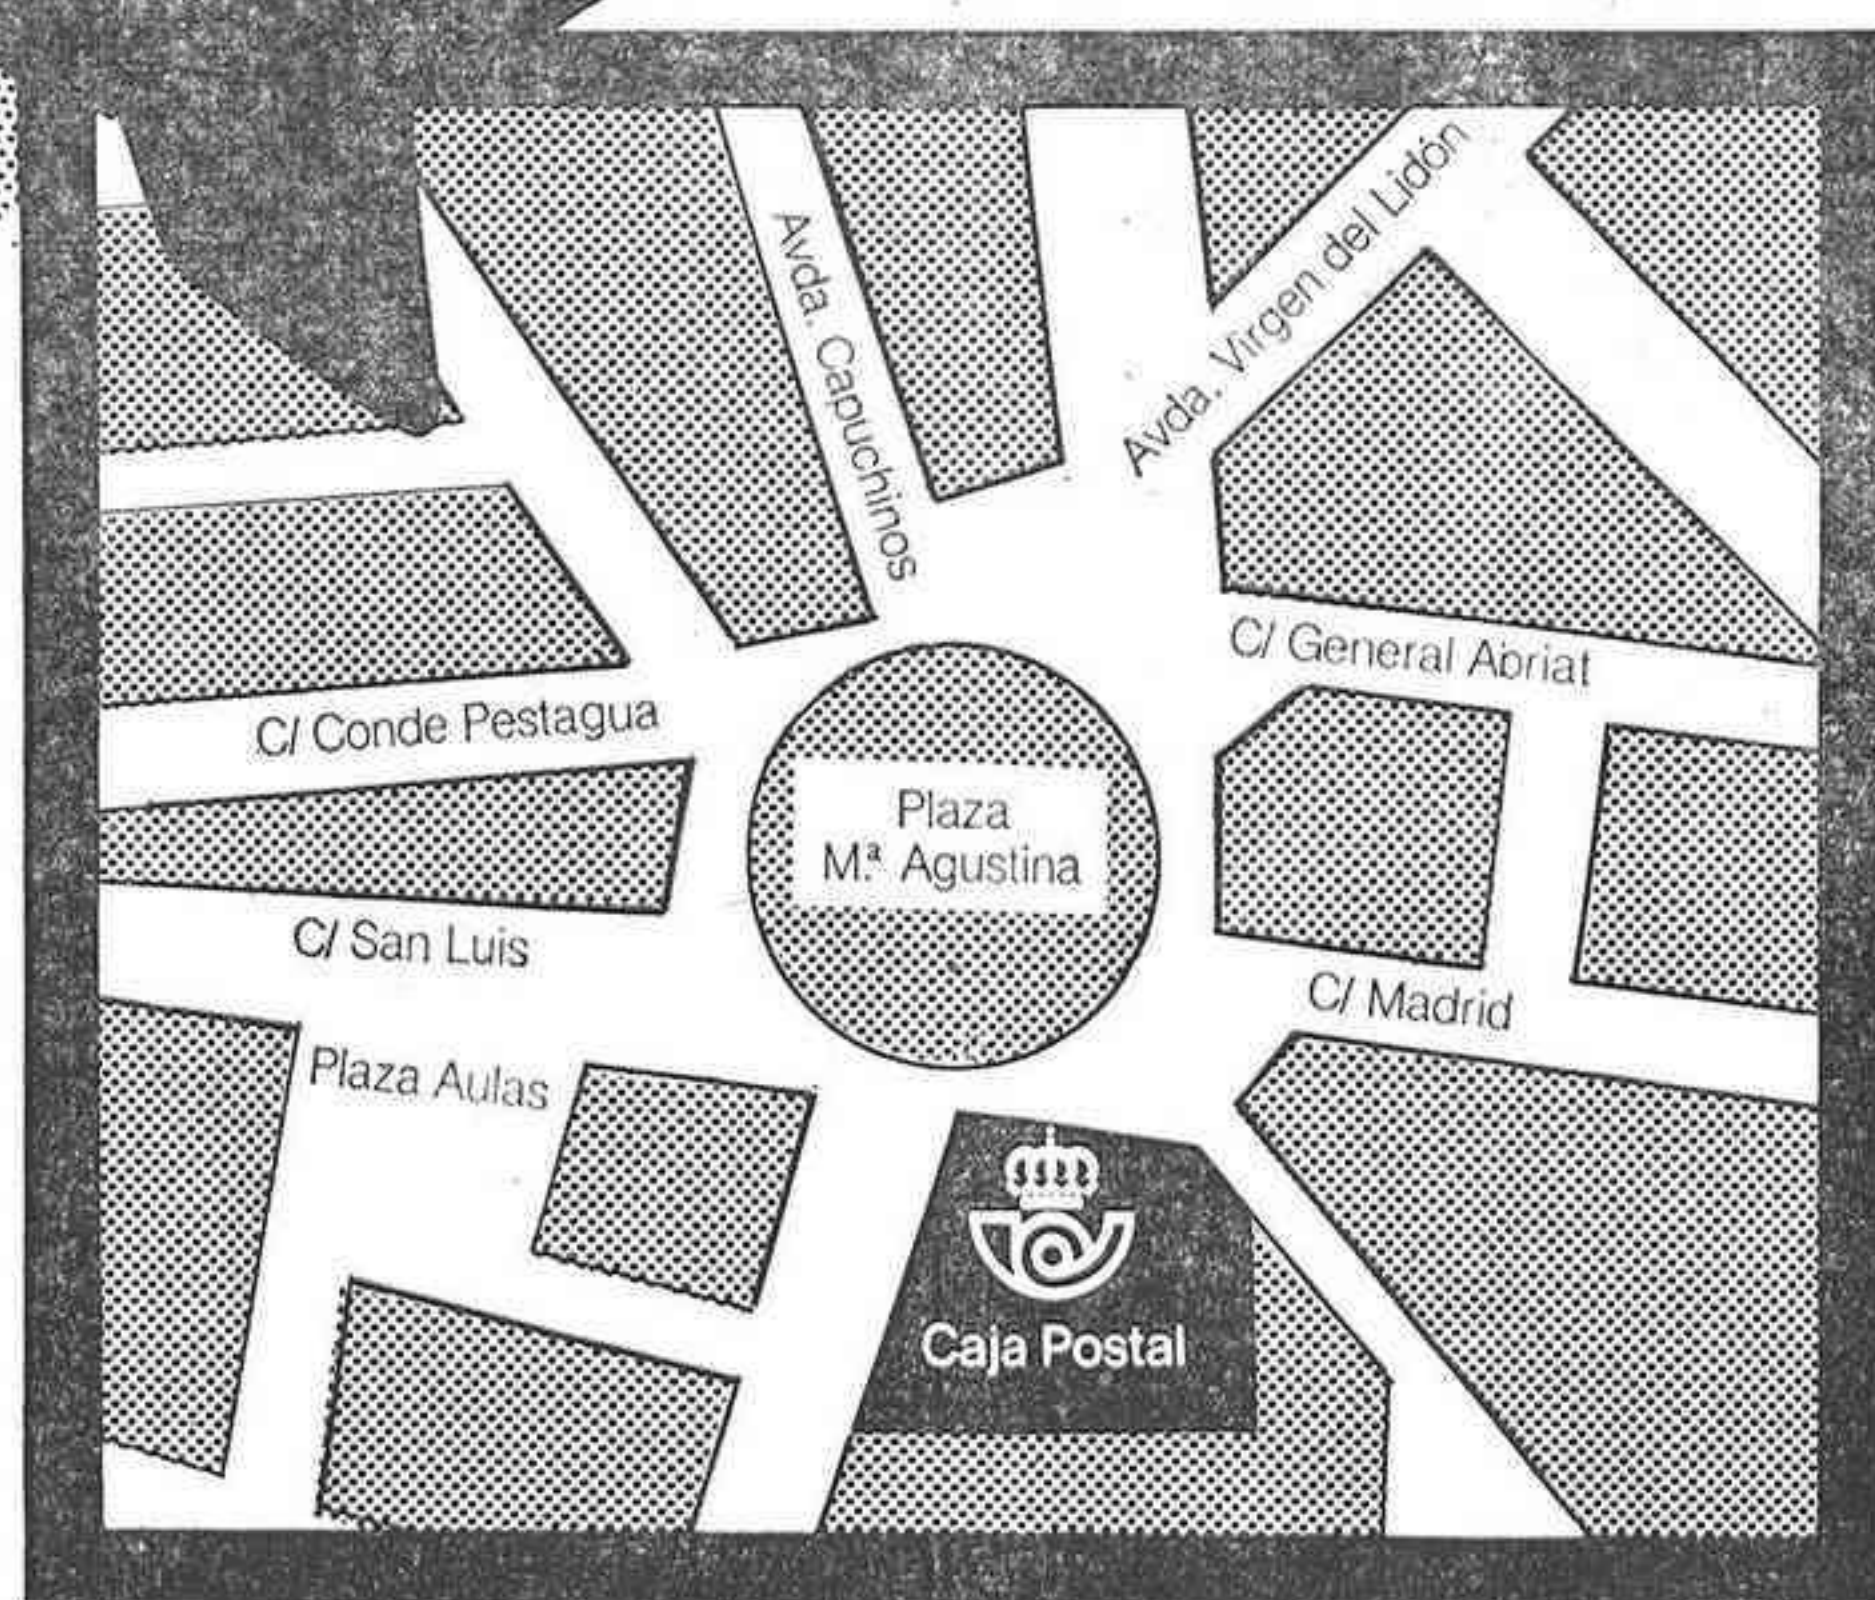 Avda. Capuchinos
Avda. Virgen del Lidón
C/ General Abriat
C/ Conde Pestagua
Plaza
M.ª Agustina
C/ San Luis
C/ Madrid
Plaza Aulas
Caja Postal